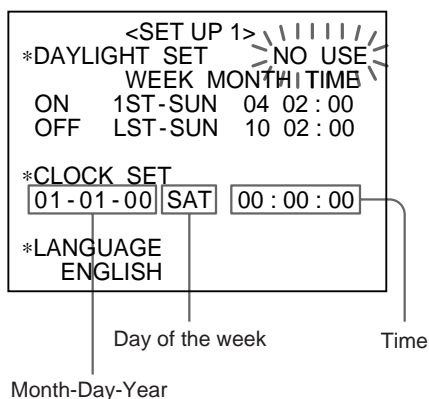 <SET UP 1>
*DAYLIGHT SET NO USE
WEEK MONTH TIME
ON 1ST-SUN 04 02:00
OFF LST-SUN 10 02:00
*CLOCK SET
01-01-00 SAT 00:00:00
*LANGUAGE
ENGLISH
Day of the week Time
Month-Day-Year